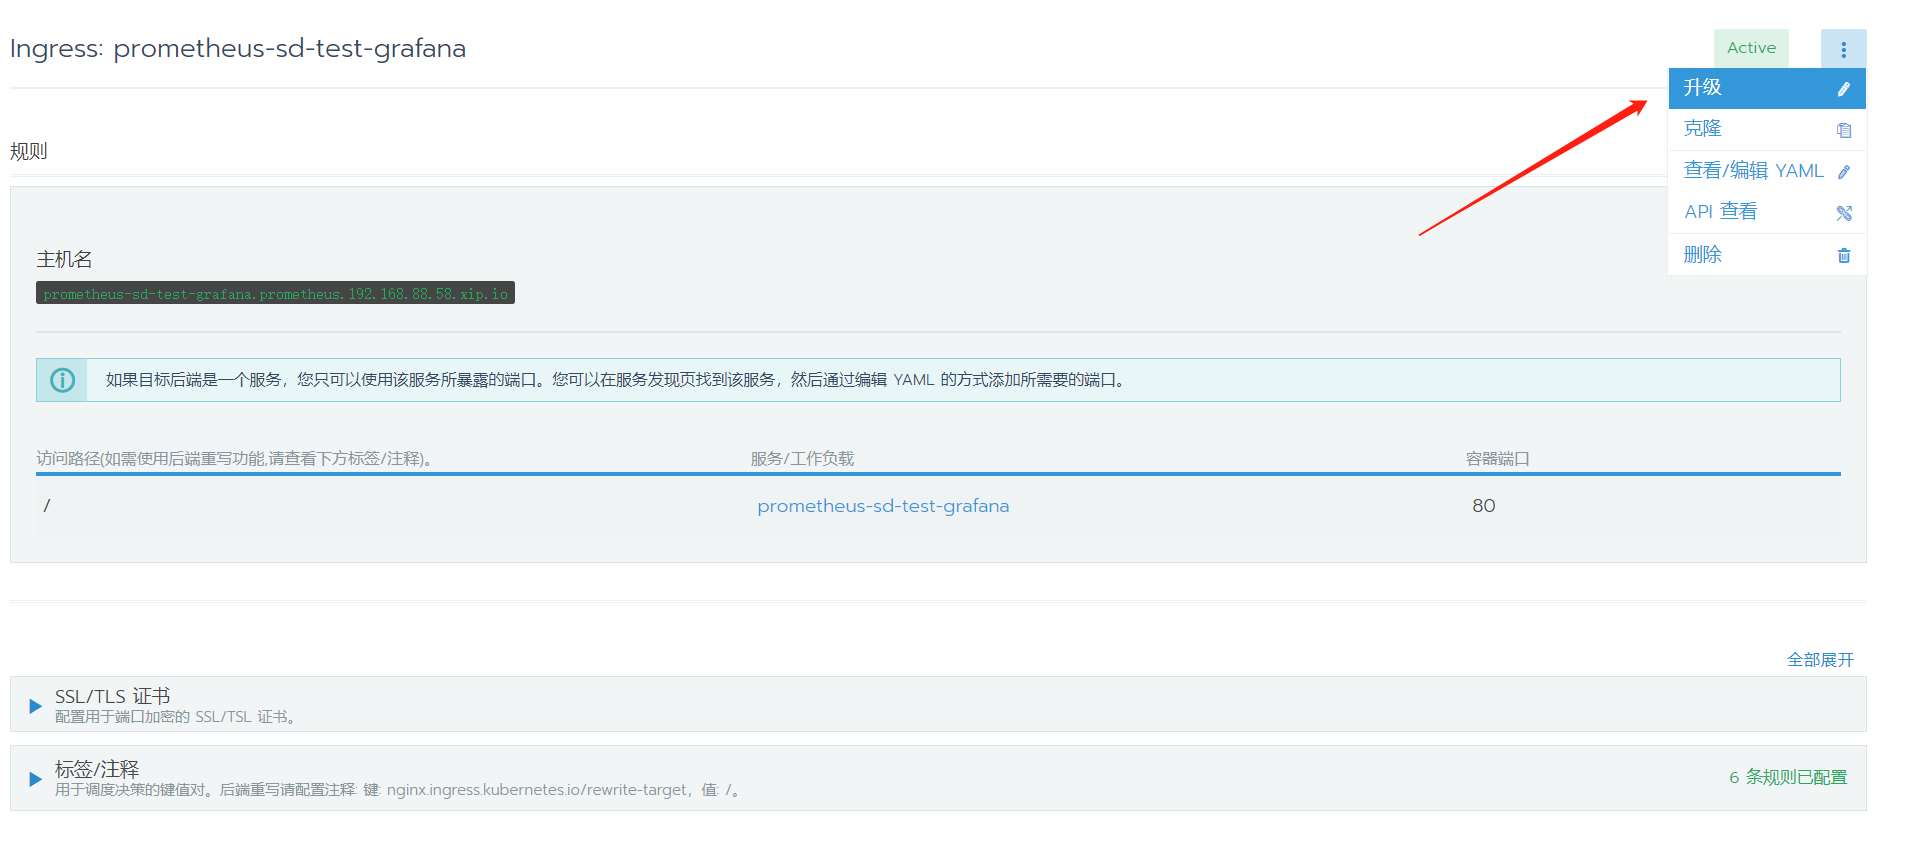 Ingress: prometheus-sd-test-grafana
Active
升级
克隆
查看/编辑 YAML
API 查看
删除
规则
主机名
prometheus-sd-test-grafana.prometheus.192.168.88.58.xip.io
如果目标后端是一个服务，您只可以使用该服务所暴露的端口。您可以在服务发现页找到该服务，然后通过编辑 YAML 的方式添加所需要的端口。
访问路径(如需使用后端重写功能,请查看下方标签/注释)。
服务/工作负载
容器端口
/
prometheus-sd-test-grafana
80
全部展开
SSL/TLS 证书
配置用于端口加密的 SSL/TSL 证书。
标签/注释
用于调度决策的键值对。后端重写请配置注释: 键: nginx.ingress.kubernetes.io/rewrite-target，值: /。
6 条规则已配置